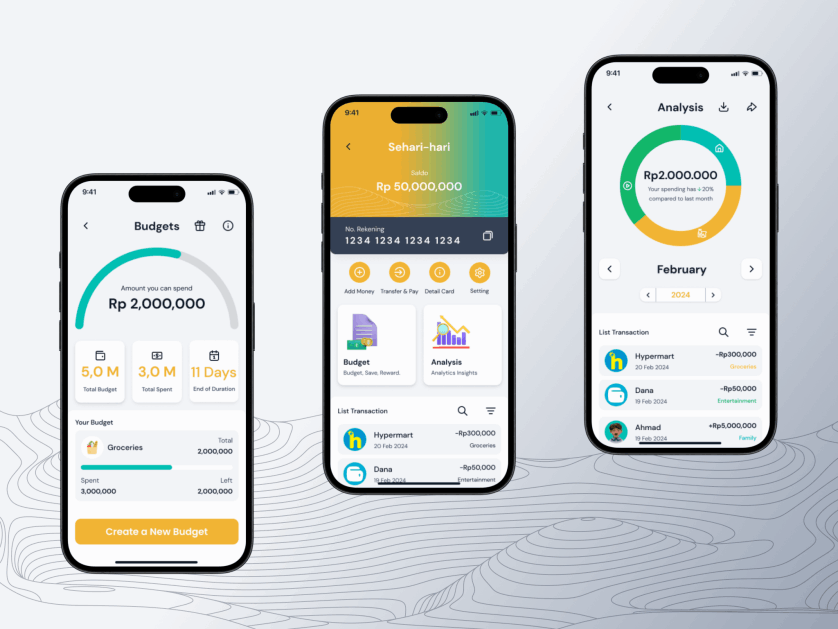 9:41
Budgets
Amount you can spend
Rp 2,000,000
5,0 M
Total Budget
3,0 M
Total Spent
11 Days
End of Duration
Your Budget
Groceries
Total
2,000,000
Spent
3,000,000
Left
2,000,000
Create a New Budget
9:41
Sehari-hari
Saldo
Rp 50,000,000
No. Rekening
1234 1234 1234 1234
Add Money
Transfer & Pay
Detail Card
Setting
Budget
Budget. Save. Reward.
Analysis
Analytics Insights
List Transaction
Hypermart
20 Feb 2024
-Rp300,000
Groceries
Dana
19 Feb 2024
-Rp50,000
Entertainment
9:41
Analysis
Rp2.000.000
Your spending has ↓20%
compared to last month
February
2024
List Transaction
Hypermart
20 Feb 2024
-Rp300,000
Groceries
Dana
19 Feb 2024
-Rp50,000
Entertainment
Ahmad
19 Feb 2024
+Rp5,000,000
Family